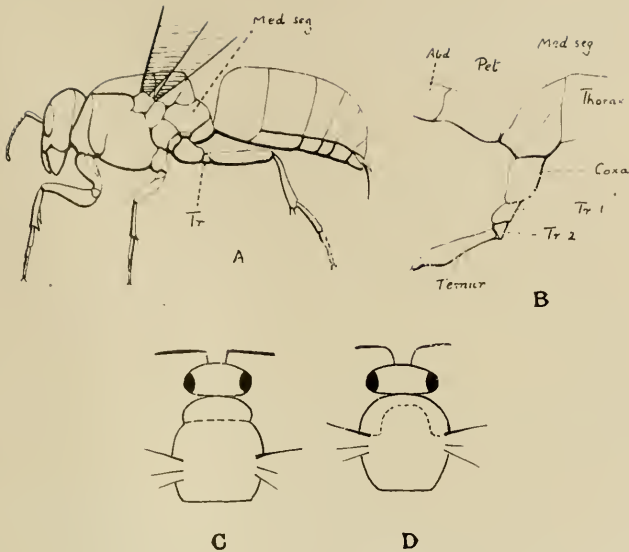 Med seg
Tr
A
Abd
Pet
Med seg
Thorax
Coxa
Tr 1
Tr 2
Femur
B
C
D